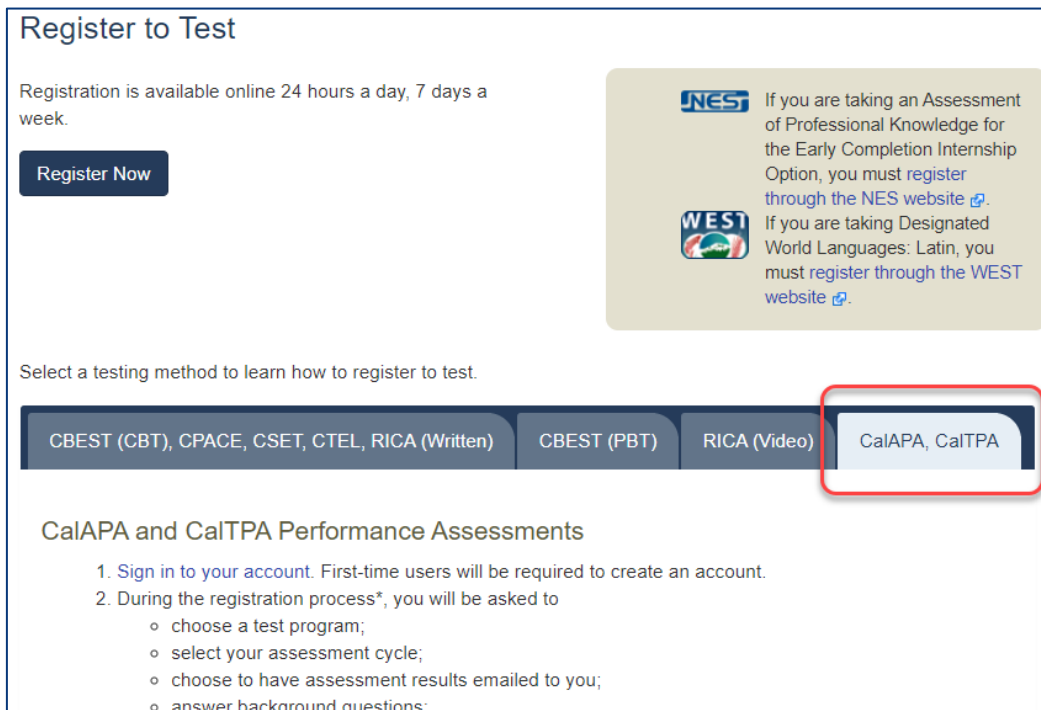 Register to Test
Registration is available online 24 hours a day, 7 days a
week.
Register Now
NEST
If you are taking an Assessment
of Professional Knowledge for
the Early Completion Internship
Option, you must register
through the NES website.
WEST
If you are taking Designated
World Languages: Latin, you
must register through the WEST
website.
Select a testing method to learn how to register to test.
CBEST (CBT), CPACE, CSET, CTEL, RICA (Written)
CBEST (PBT)
RICA (Video)
CalAPA, CalTPA
CalAPA and CalTPA Performance Assessments
1. Sign in to your account. First-time users will be required to create an account.
2. During the registration process*, you will be asked to
◦ choose a test program;
◦ select your assessment cycle;
◦ choose to have assessment results emailed to you;
◦ answer background questions;